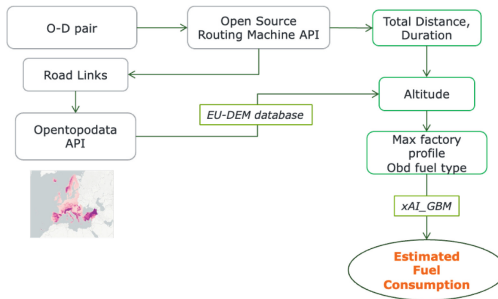 O-D pair
Open Source
Routing Machine API
Total Distance,
Duration
Road Links
EU-DEM database
Altitude
Opentopodata
API
Max factory
profile
Obd fuel type
xAI_GBM
Estimated
Fuel
Consumption